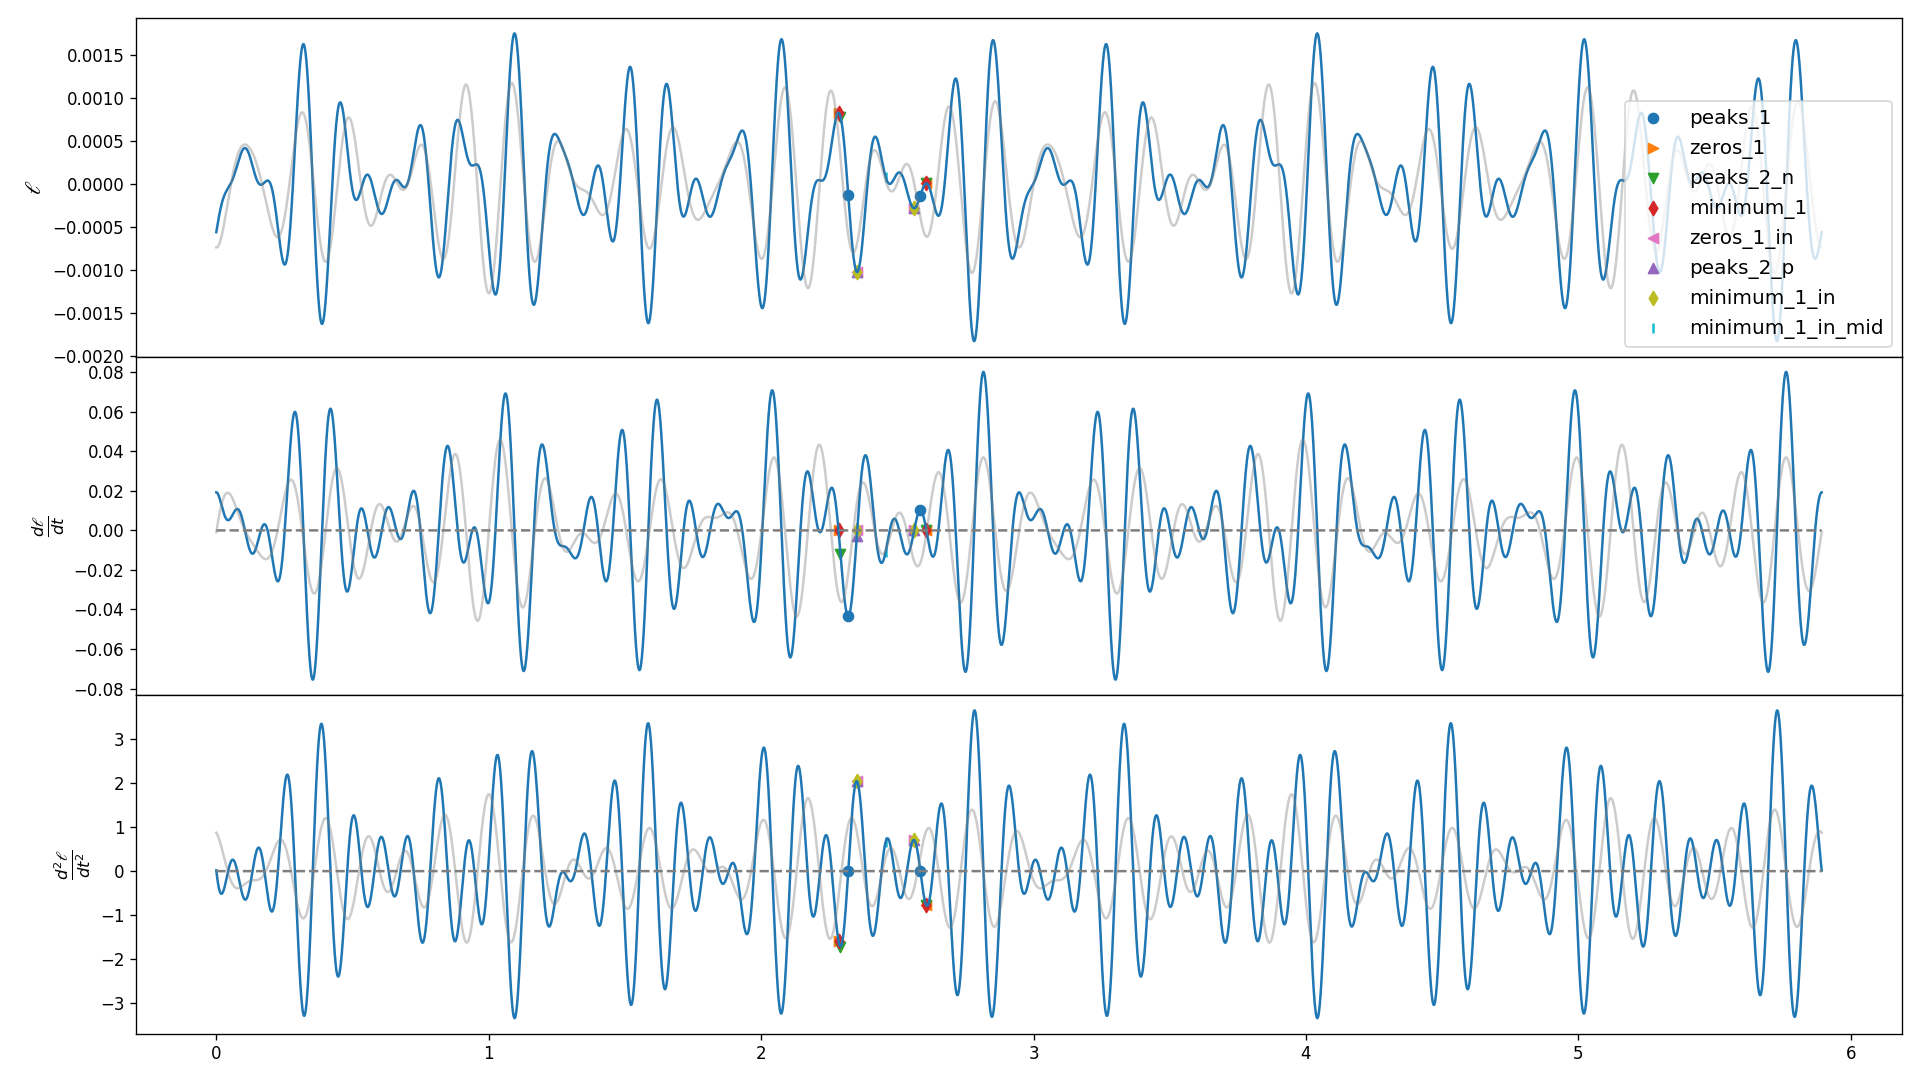 0.0015
0.0010
0.0005
0.0000
−0.0005
−0.0010
−0.0015
−0.0020
ℓ
peaks_1
zeros_1
peaks_2_n
minimum_1
zeros_1_in
peaks_2_p
minimum_1_in
minimum_1_in_mid
0.08
0.06
0.04
0.02
0.00
−0.02
−0.04
−0.06
−0.08
dℓ
dt
3
2
1
0
−1
−2
−3
d²ℓ
dt²
0 1 2 3 4 5 6